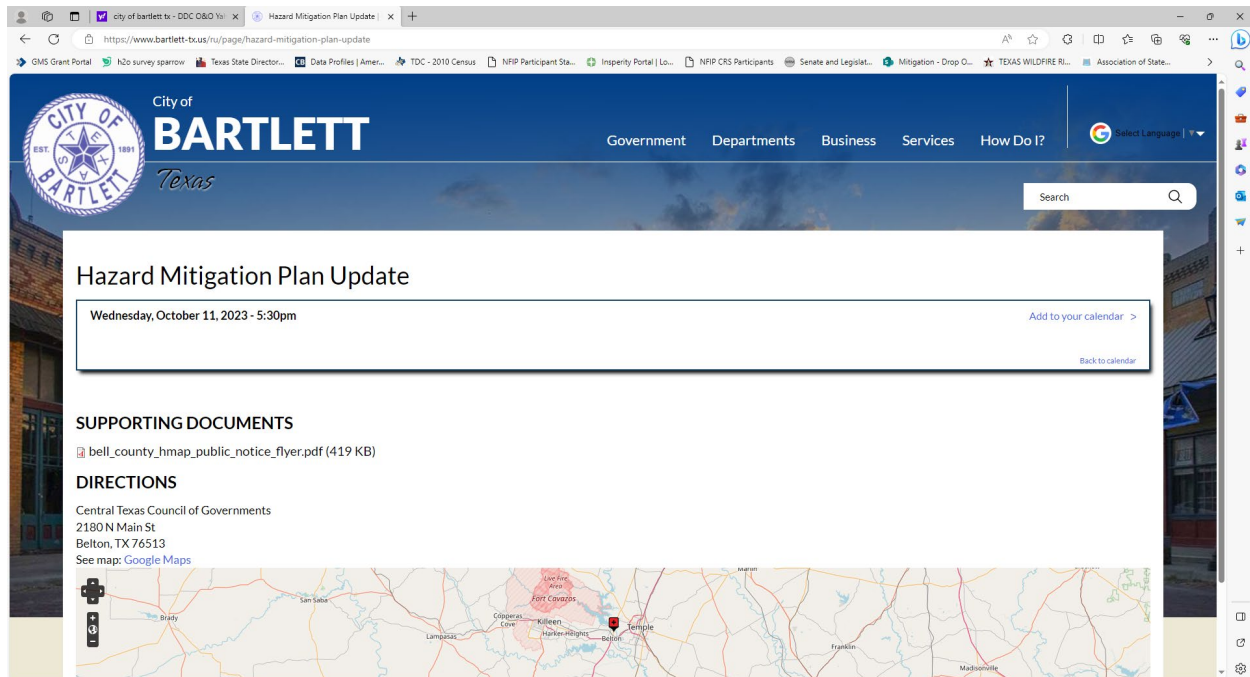 city of bartlett tx - DDC O&O Ya
Hazard Mitigation Plan Update |
https://www.bartlett-tx.us/ru/page/hazard-mitigation-plan-update
GMS Grant Portal
h2o survey sparrow
Texas State Director...
Data Profiles | Amer...
TDC - 2010 Census
NFIP Participant Sta...
Insperity Portal | Lo...
NFIP CRS Participants
Senate and Legislat...
Mitigation - Drop O...
TEXAS WILDFIRE RI...
Association of State...
CITY OF BARTLETT
EST. 1891
TEXAS
City of
BARTLETT
Texas
Government
Departments
Business
Services
How Do I?
Select Language
Search
Hazard Mitigation Plan Update
Wednesday, October 11, 2023 - 5:30pm
Add to your calendar >
Back to calendar
SUPPORTING DOCUMENTS
bell_county_hmap_public_notice_flyer.pdf (419 KB)
DIRECTIONS
Central Texas Council of Governments
2180 N Main St
Belton, TX 76513
See map: Google Maps
Live Fire
Area
Fort Cavazos
Marlin
San Saba
Brady
Copperas
Cove
Killeen
Harker Heights
Belton
Temple
Lampasas
Franklin
Madisonville